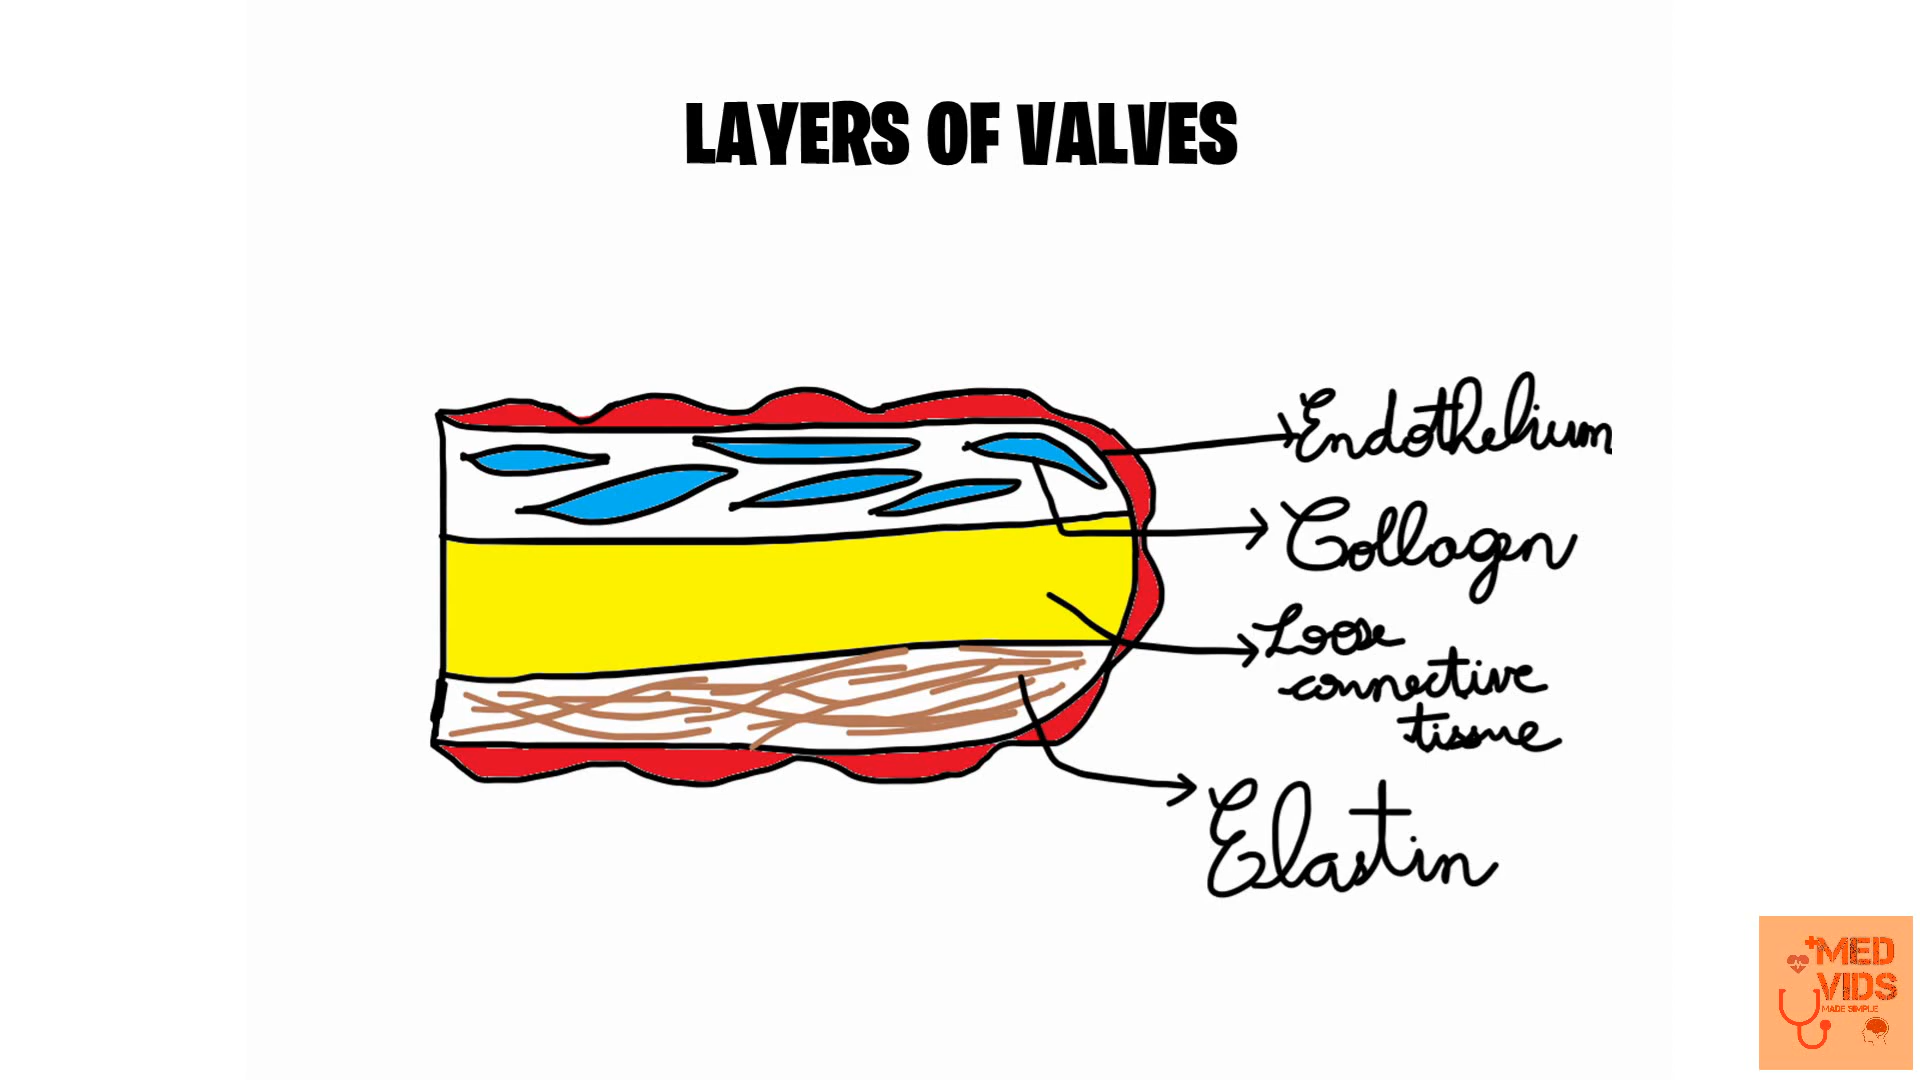 LAYERS OF VALVES
Endothelium
Collagen
Loose
connective
tissue
Elastin
MED
VIDS
MADE SIMPLE